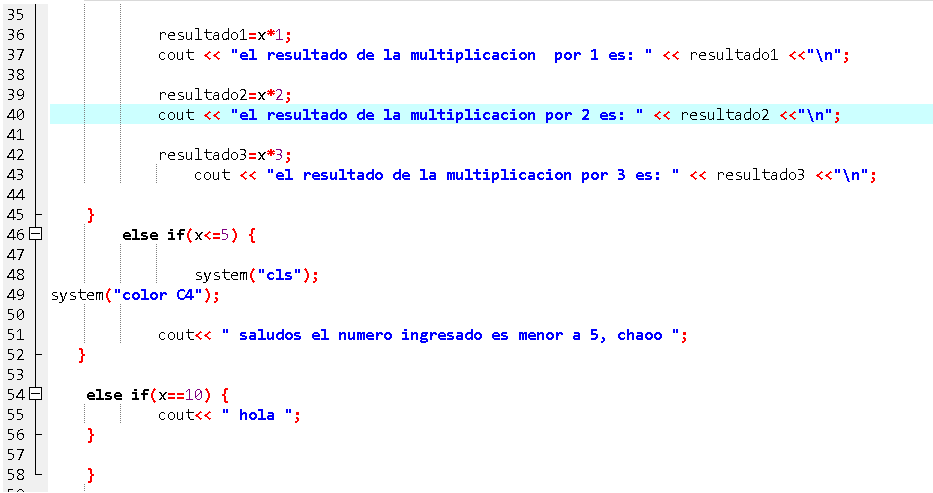 35
36 resultado1=x*1;
37 cout << "el resultado de la multiplicacion  por 1 es: " << resultado1 <<"\n";
38
39 resultado2=x*2;
40 cout << "el resultado de la multiplicacion por 2 es: " << resultado2 <<"\n";
41
42 resultado3=x*3;
43 cout << "el resultado de la multiplicacion por 3 es: " << resultado3 <<"\n";
44
45 }
46 else if(x<=5) {
47
48 system("cls");
49 system("color C4");
50
51 cout<< " saludos el numero ingresado es menor a 5, chaoo ";
52 }
53
54 else if(x==10) {
55 cout<< " hola ";
56 }
57
58 }